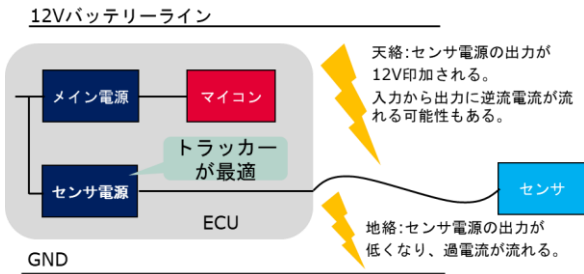 12Vバッテリーライン
天絡:センサ電源の出力が
12V印加される。
入力から出力に逆流電流が流
れる可能性もある。
メイン電源
マイコン
トラッカー
が最適
センサ電源
センサ
ECU
地絡:センサ電源の出力が
低くなり、過電流が流れる。
GND